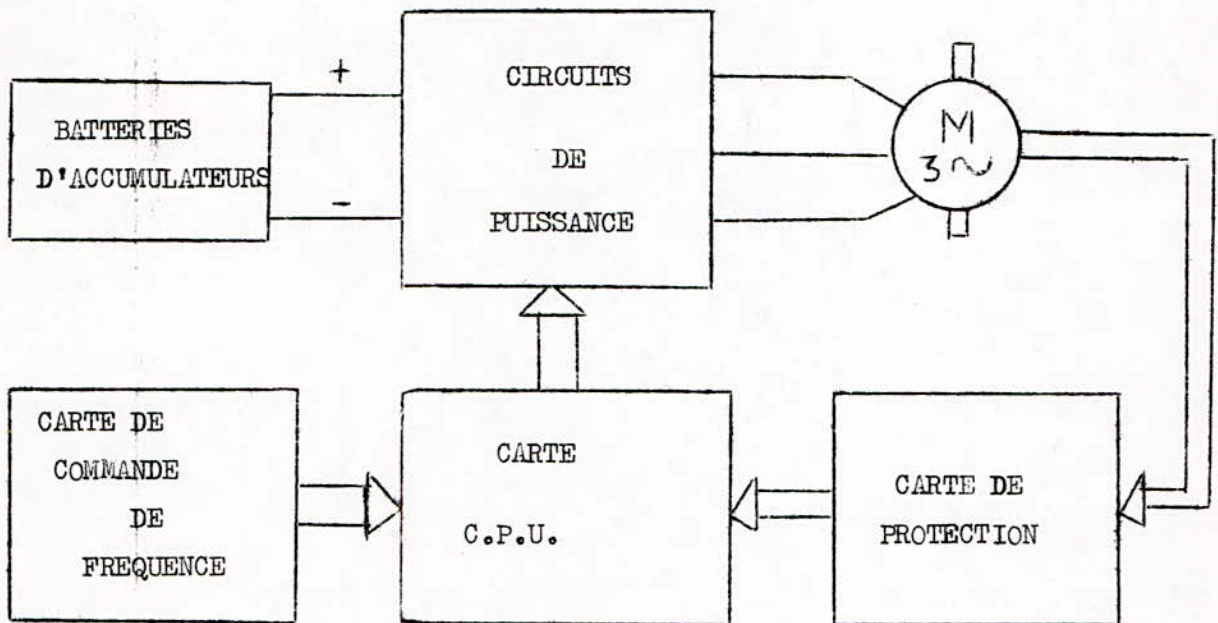 BATTERIES
D'ACCUMULATEURS
+
-
CIRCUITS
DE
PUISSANCE
M
3~
CARTE DE
COMMANDE
DE
FREQUENCE
CARTE
C.P.U.
CARTE DE
PROTECTION